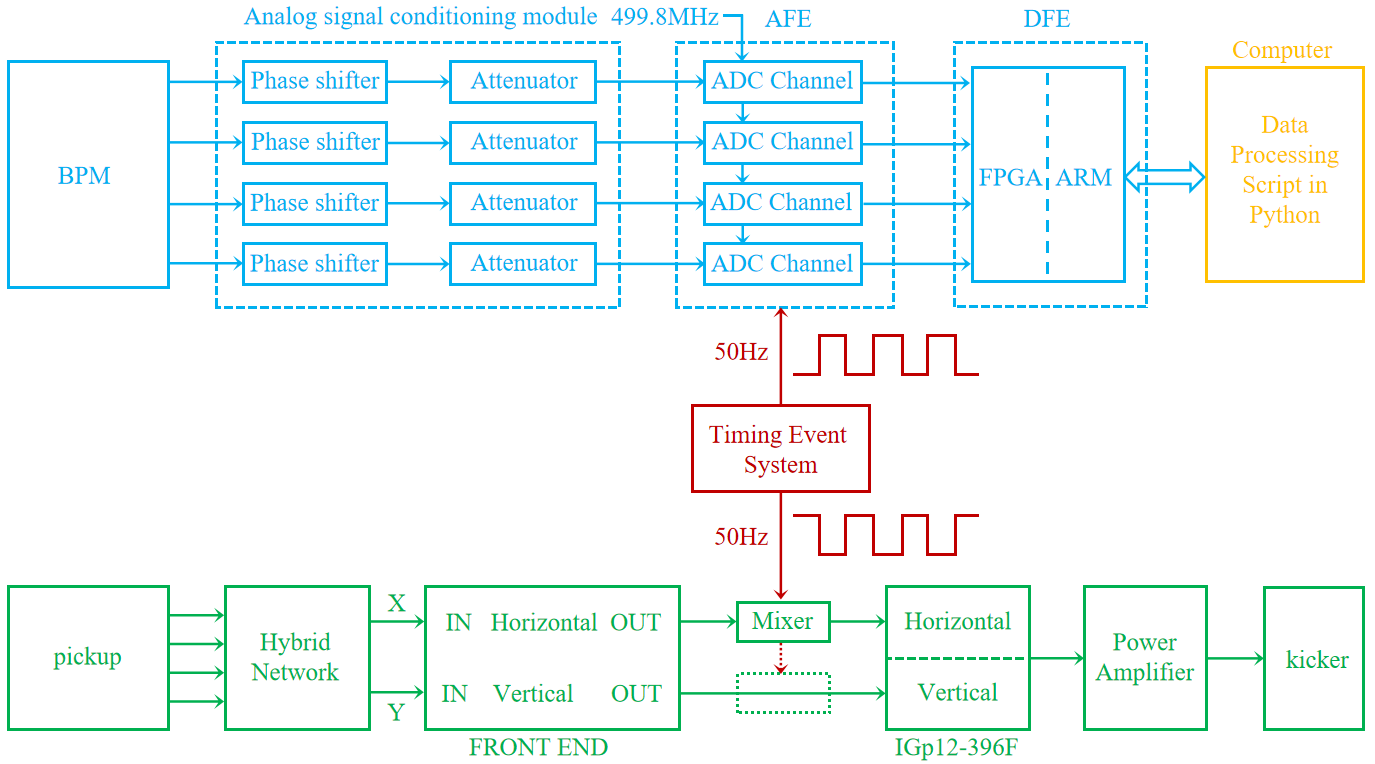 Analog signal conditioning module 499.8MHz AFE DFE
Computer
BPM
Phase shifter Attenuator ADC Channel
Phase shifter Attenuator ADC Channel
Phase shifter Attenuator ADC Channel
Phase shifter Attenuator ADC Channel
FPGA ARM
Data
Processing
Script in
Python
50Hz
Timing Event
System
50Hz
pickup
Hybrid
Network
X
Y
IN Horizontal OUT
IN Vertical OUT
FRONT END
Mixer
Horizontal
Vertical
IGp12-396F
Power
Amplifier
kicker